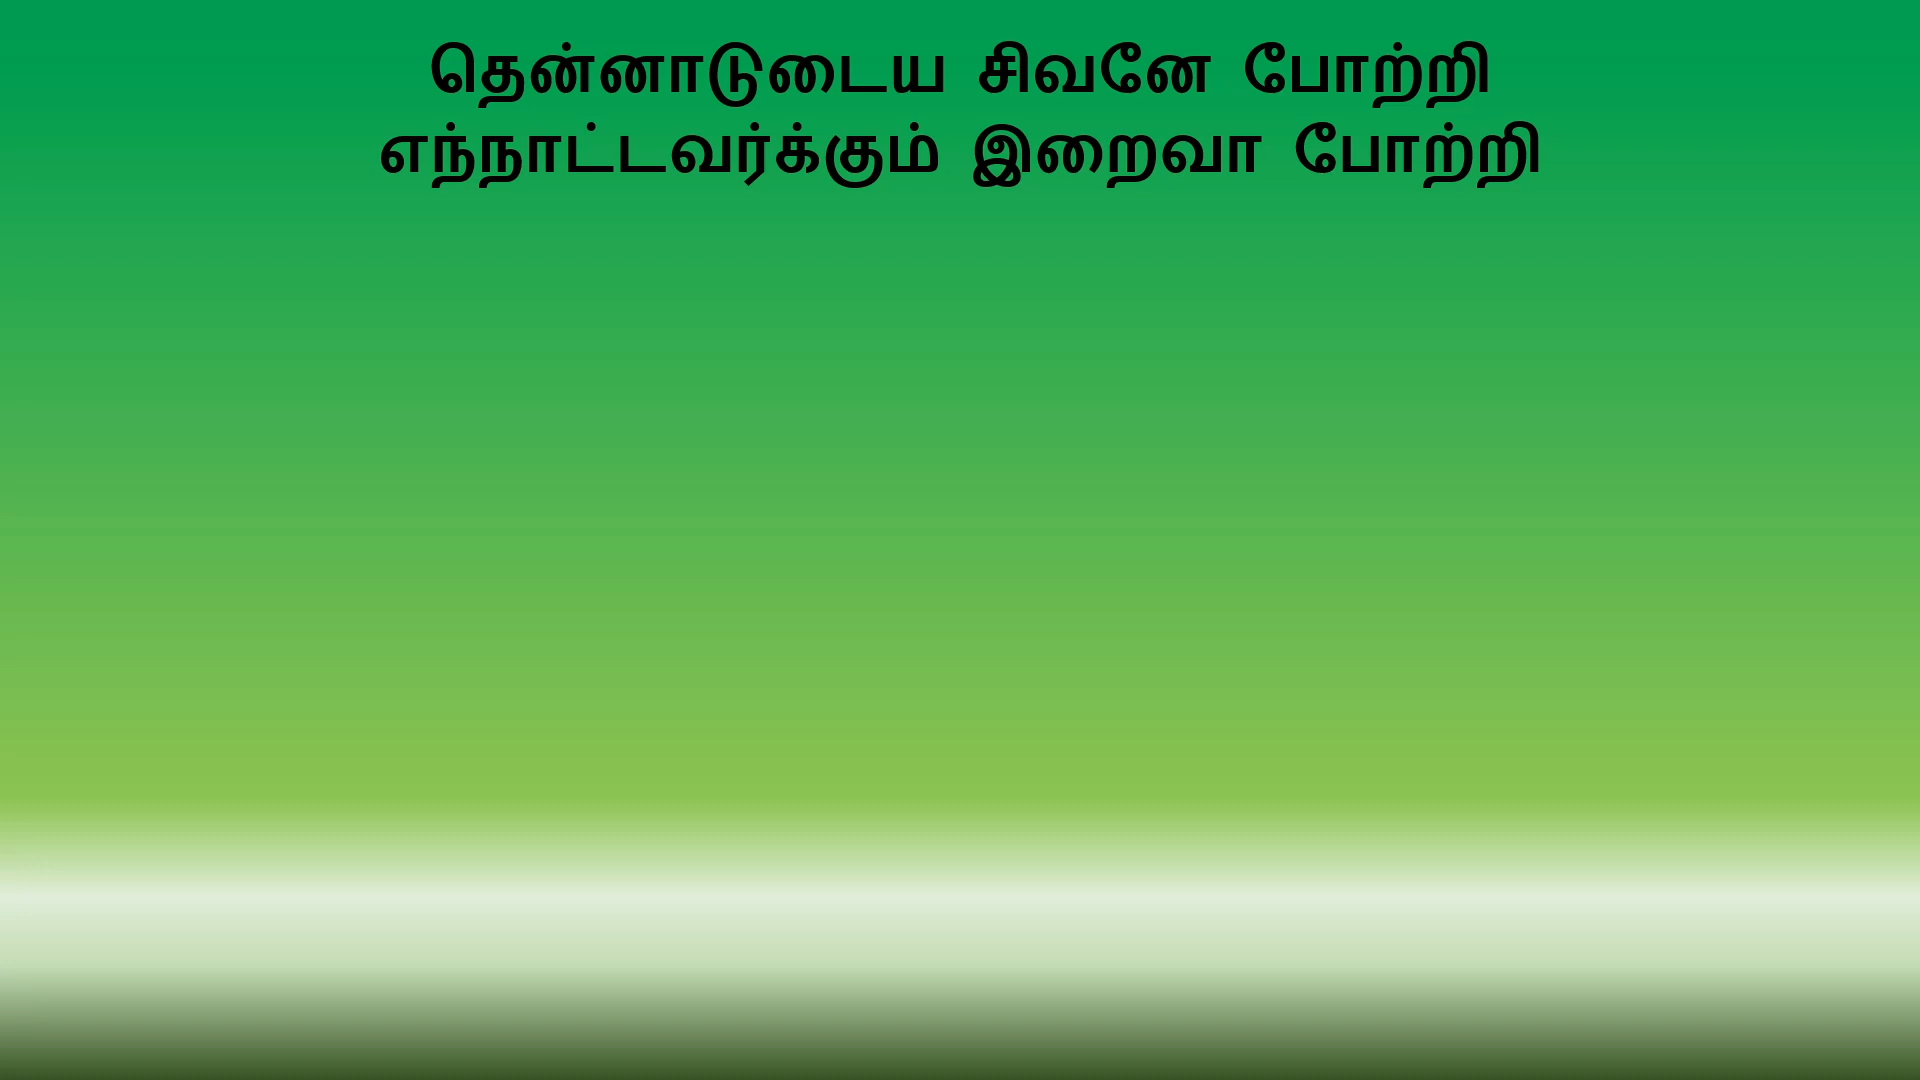 தென்னாடுடைய சிவனே போற்றி
எந்நாட்டவர்க்கும் இறைவா போற்றி